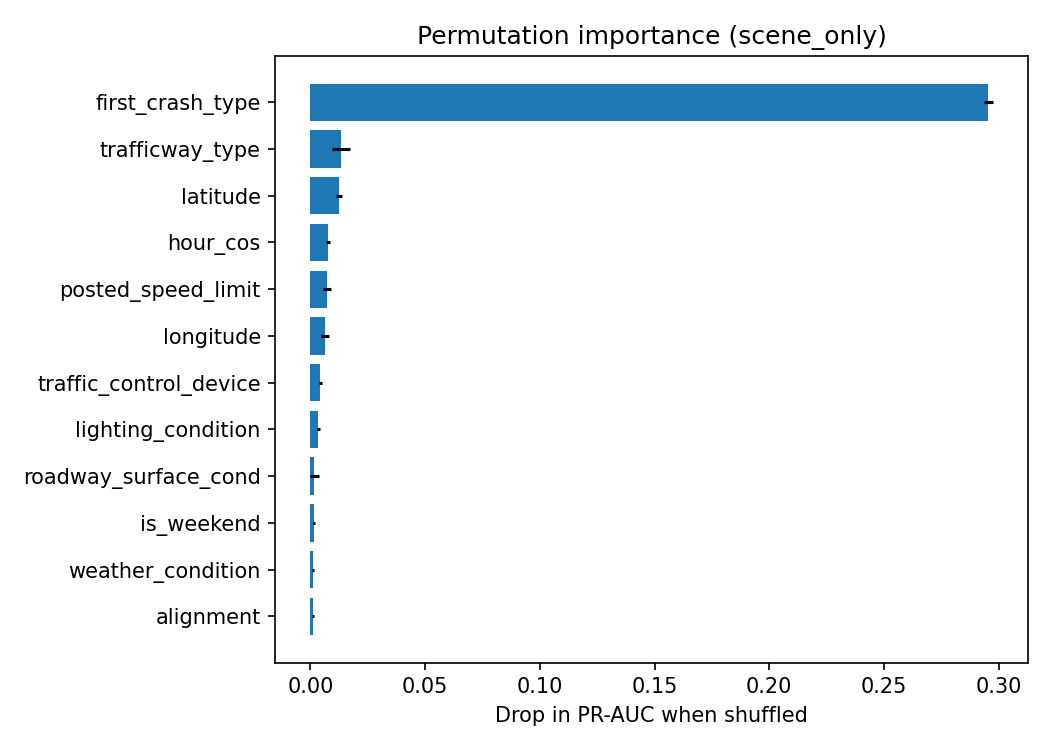 Permutation importance (scene_only)
first_crash_type
trafficway_type
latitude
hour_cos
posted_speed_limit
longitude
traffic_control_device
lighting_condition
roadway_surface_cond
is_weekend
weather_condition
alignment
0.00 0.05 0.10 0.15 0.20 0.25 0.30
Drop in PR-AUC when shuffled